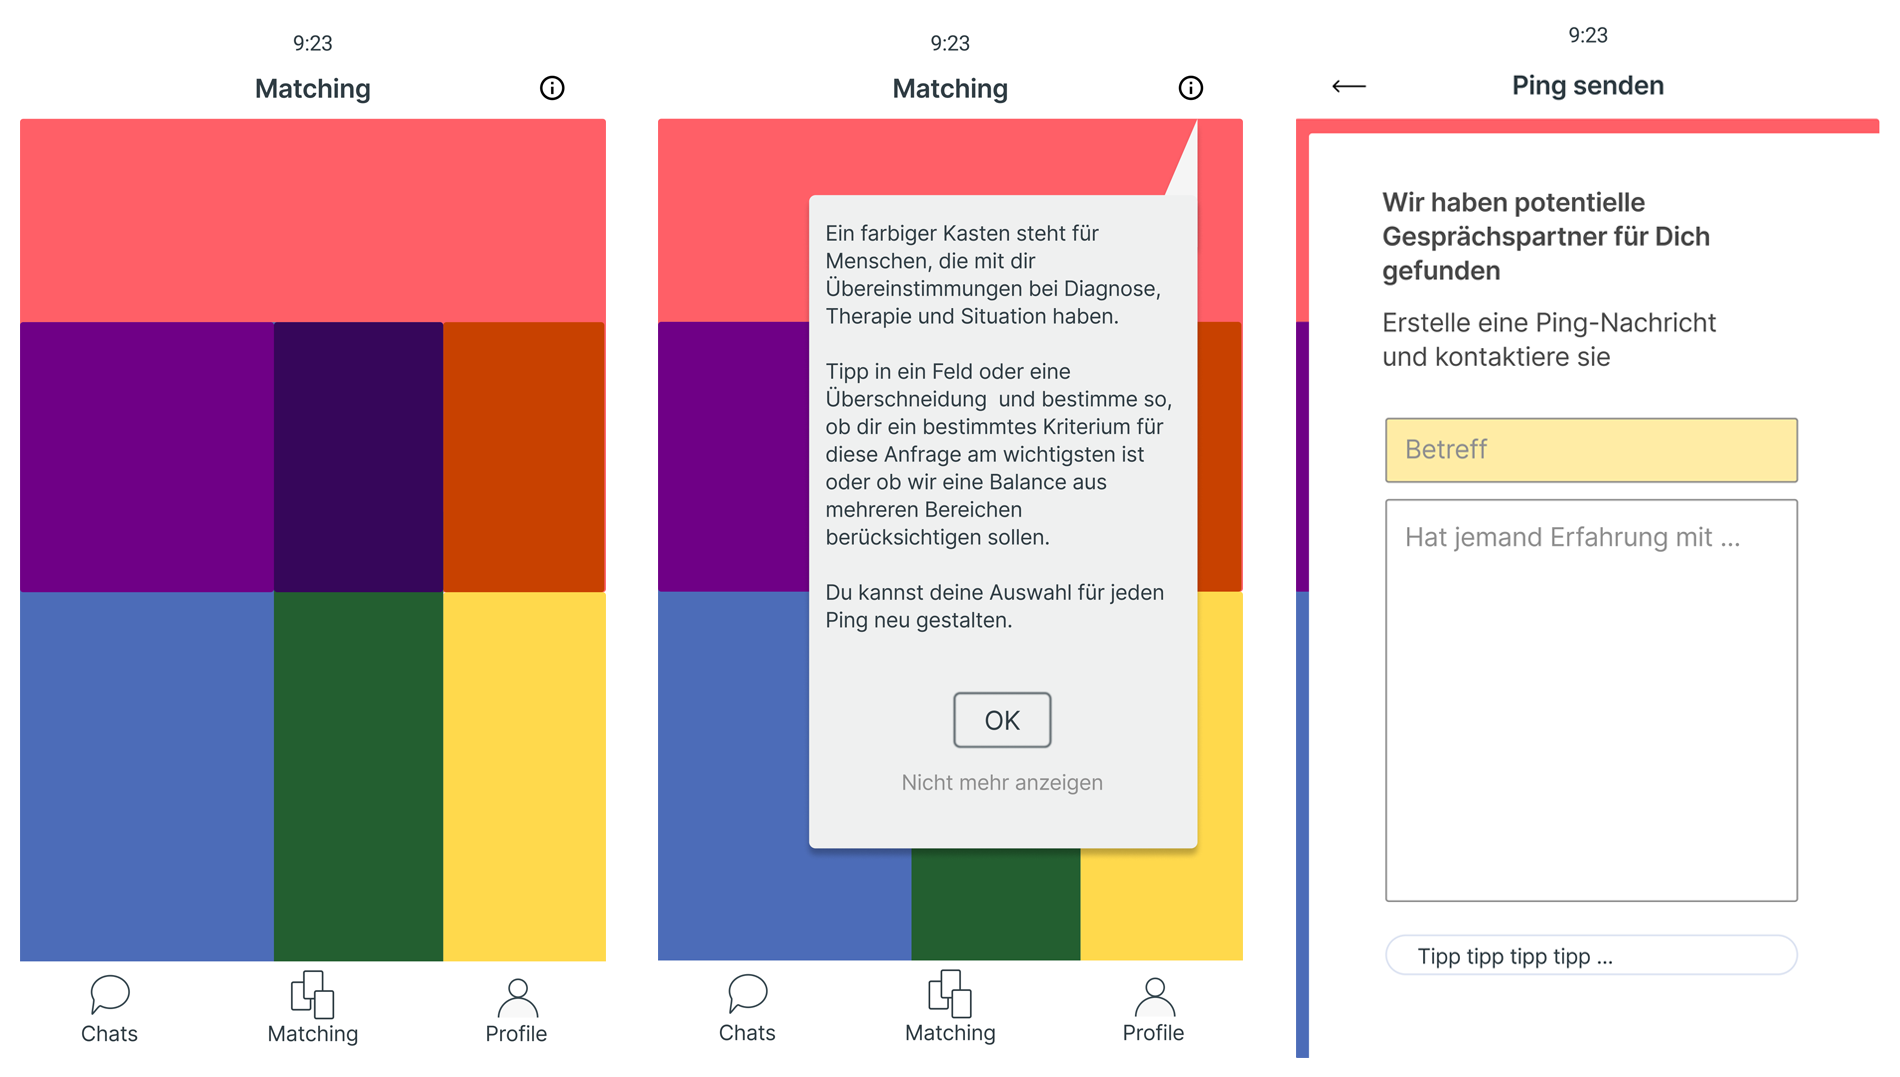 9:23
Matching
Chats
Matching
Profile
9:23
Matching
Ein farbiger Kasten steht für
Menschen, die mit dir
Übereinstimmungen bei Diagnose,
Therapie und Situation haben.
Tipp in ein Feld oder eine
Überschneidung  und bestimme so,
ob dir ein bestimmtes Kriterium für
diese Anfrage am wichtigsten ist
oder ob wir eine Balance aus
mehreren Bereichen
berücksichtigen sollen.
Du kannst deine Auswahl für jeden
Ping neu gestalten.
OK
Nicht mehr anzeigen
Chats
Matching
Profile
9:23
Ping senden
Wir haben potentielle
Gesprächspartner für Dich
gefunden
Erstelle eine Ping-Nachricht
und kontaktiere sie
Betreff
Hat jemand Erfahrung mit ...
Tipp tipp tipp tipp ...